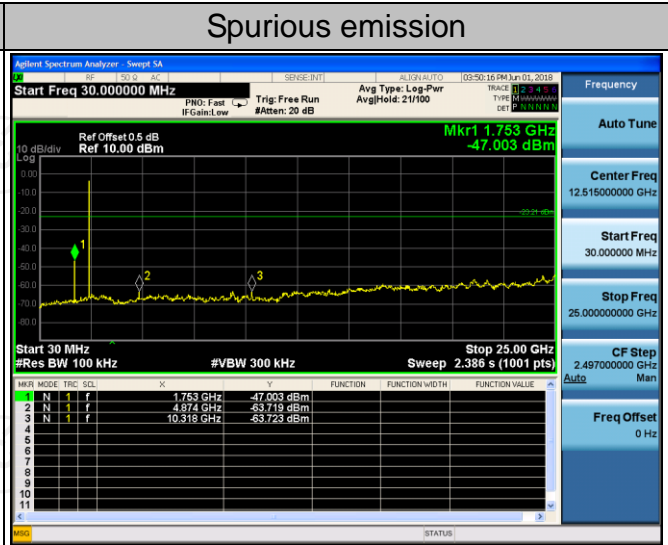 Spurious emission
Agilent Spectrum Analyzer - Swept SA
RF 50 Ω AC SENSE:INT ALIGN AUTO 03:50:16 PM Jun 01, 2018
Start Freq 30.000000 MHz
PNO: Fast
IFGain:Low
Trig: Free Run
#Atten: 20 dB
Avg Type: Log-Pwr
Avg|Hold: 21/100
TRACE 1 2 3 4 5 6
TYPE M
DET P N N N N N
Frequency
Auto Tune
Center Freq
12.515000000 GHz
Start Freq
30.000000 MHz
Stop Freq
25.000000000 GHz
CF Step
2.497000000 GHz
Auto Man
Freq Offset
0 Hz
Mkr1 1.753 GHz
-47.003 dBm
Ref Offset 0.5 dB
10 dB/div Ref 10.00 dBm
Log
0.00
-10.0
-20.0
-23.21 dBm
-30.0
-40.0
-50.0
-60.0
-70.0
-80.0
1
2
3
Start 30 MHz Stop 25.00 GHz
#Res BW 100 kHz #VBW 300 kHz Sweep 2.386 s (1001 pts)
MKR MODE TRC SCL X Y FUNCTION FUNCTION WIDTH FUNCTION VALUE
1 N 1 f 1.753 GHz -47.003 dBm
2 N 1 f 4.874 GHz -63.719 dBm
3 N 1 f 10.318 GHz -63.723 dBm
4
5
6
7
8
9
10
11
MSG STATUS